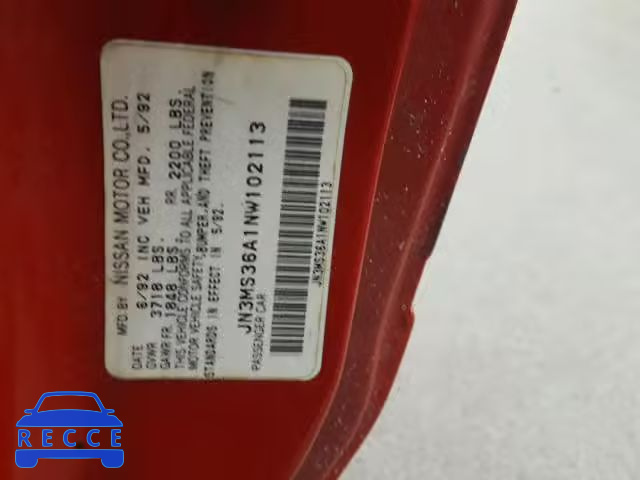 MFD. BY NISSAN MOTOR CO.,LTD.
DATE 6/92 INC VEH MFD. 5/92
GVWR 3718 LBS.
GAWR FR. 1848 LBS. RR 2200 LBS.
THIS VEHICLE CONFORMS TO ALL APPLICABLE FEDERAL
MOTOR VEHICLE SAFETY, BUMPER, AND THEFT PREVENTION
STANDARDS IN EFFECT IN 5/92.
JN3MS36A1NW102113
PASSENGER CAR
JN3MS36A1NW102113
RECCE